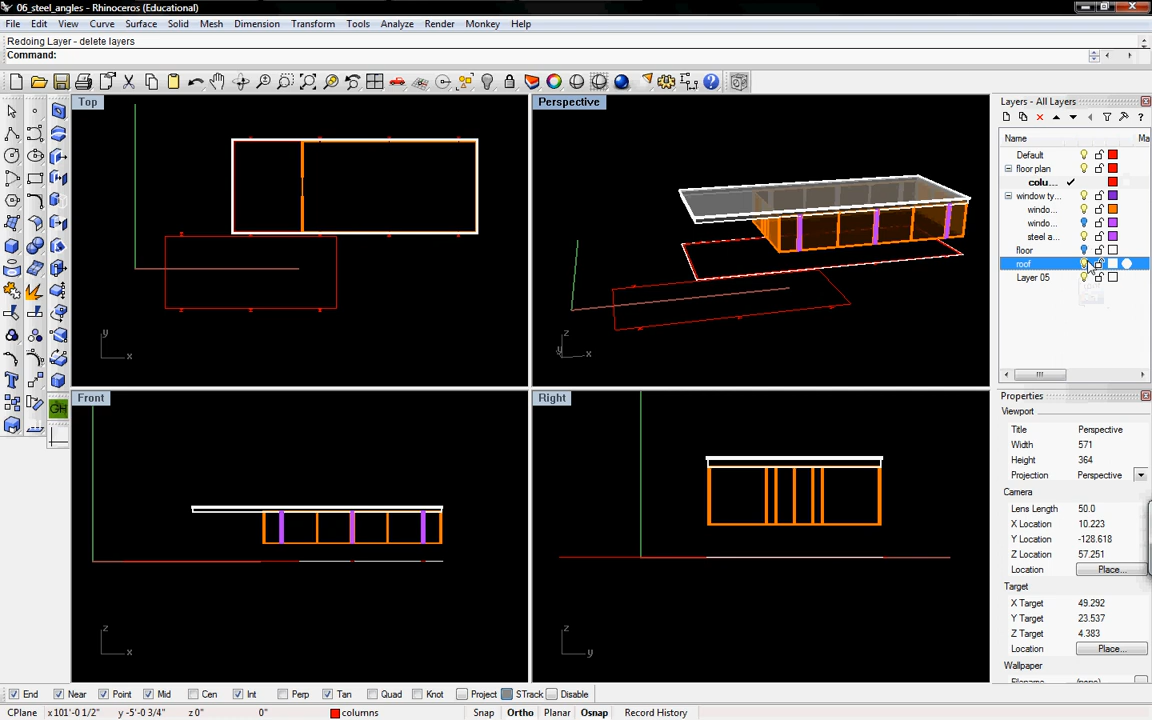 06_steel_angles - Rhinoceros (Educational)
File Edit View Curve Surface Solid Mesh Dimension Transform Tools Analyze Render Monkey Help
Redoing Layer - delete layers
Command:
Top
Perspective
Layers - All Layers
Name Ma
Default
floor plan
colu...
window ty...
windo...
windo...
steel a...
floor
roof
Layer 05
y
x
z
y
x
Front
Right
z
x
z
y
Properties
Viewport
Title Perspective
Width 571
Height 364
Projection Perspective
Camera
Lens Length 50.0
X Location 10.223
Y Location -128.618
Z Location 57.251
Location Place...
Target
X Target 49.292
Y Target 23.537
Z Target 4.383
Location Place...
Wallpaper
GH
End Near Point Mid Cen Int Perp Tan Quad Knot Project STrack Disable
CPlane x 101'-0 1/2" y -5'-0 3/4" z 0" 0" columns Snap Ortho Planar Osnap Record History